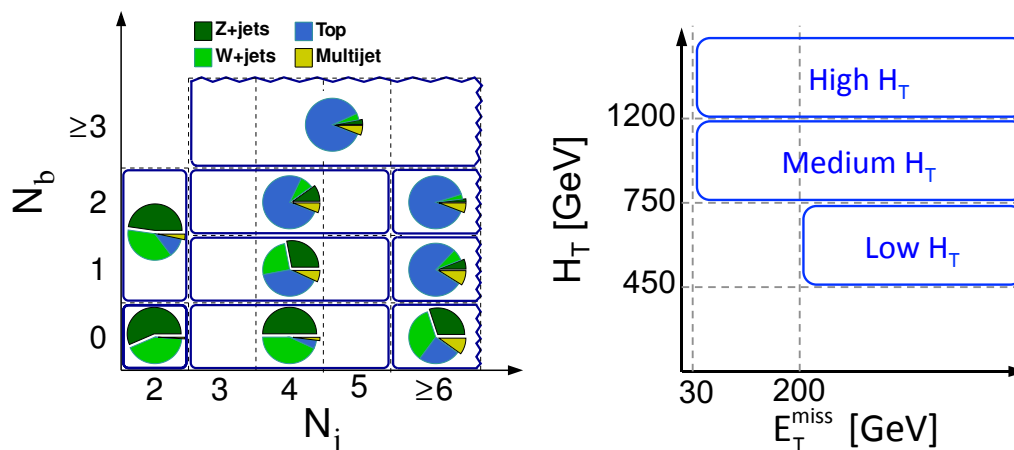 Z+jets Top
W+jets Multijet
≥3
2
1
0
N_b
2 3 4 5 ≥6
N_j
High H_T
1200
Medium H_T
750
Low H_T
450
H_T [GeV]
30 200
E_T^miss [GeV]